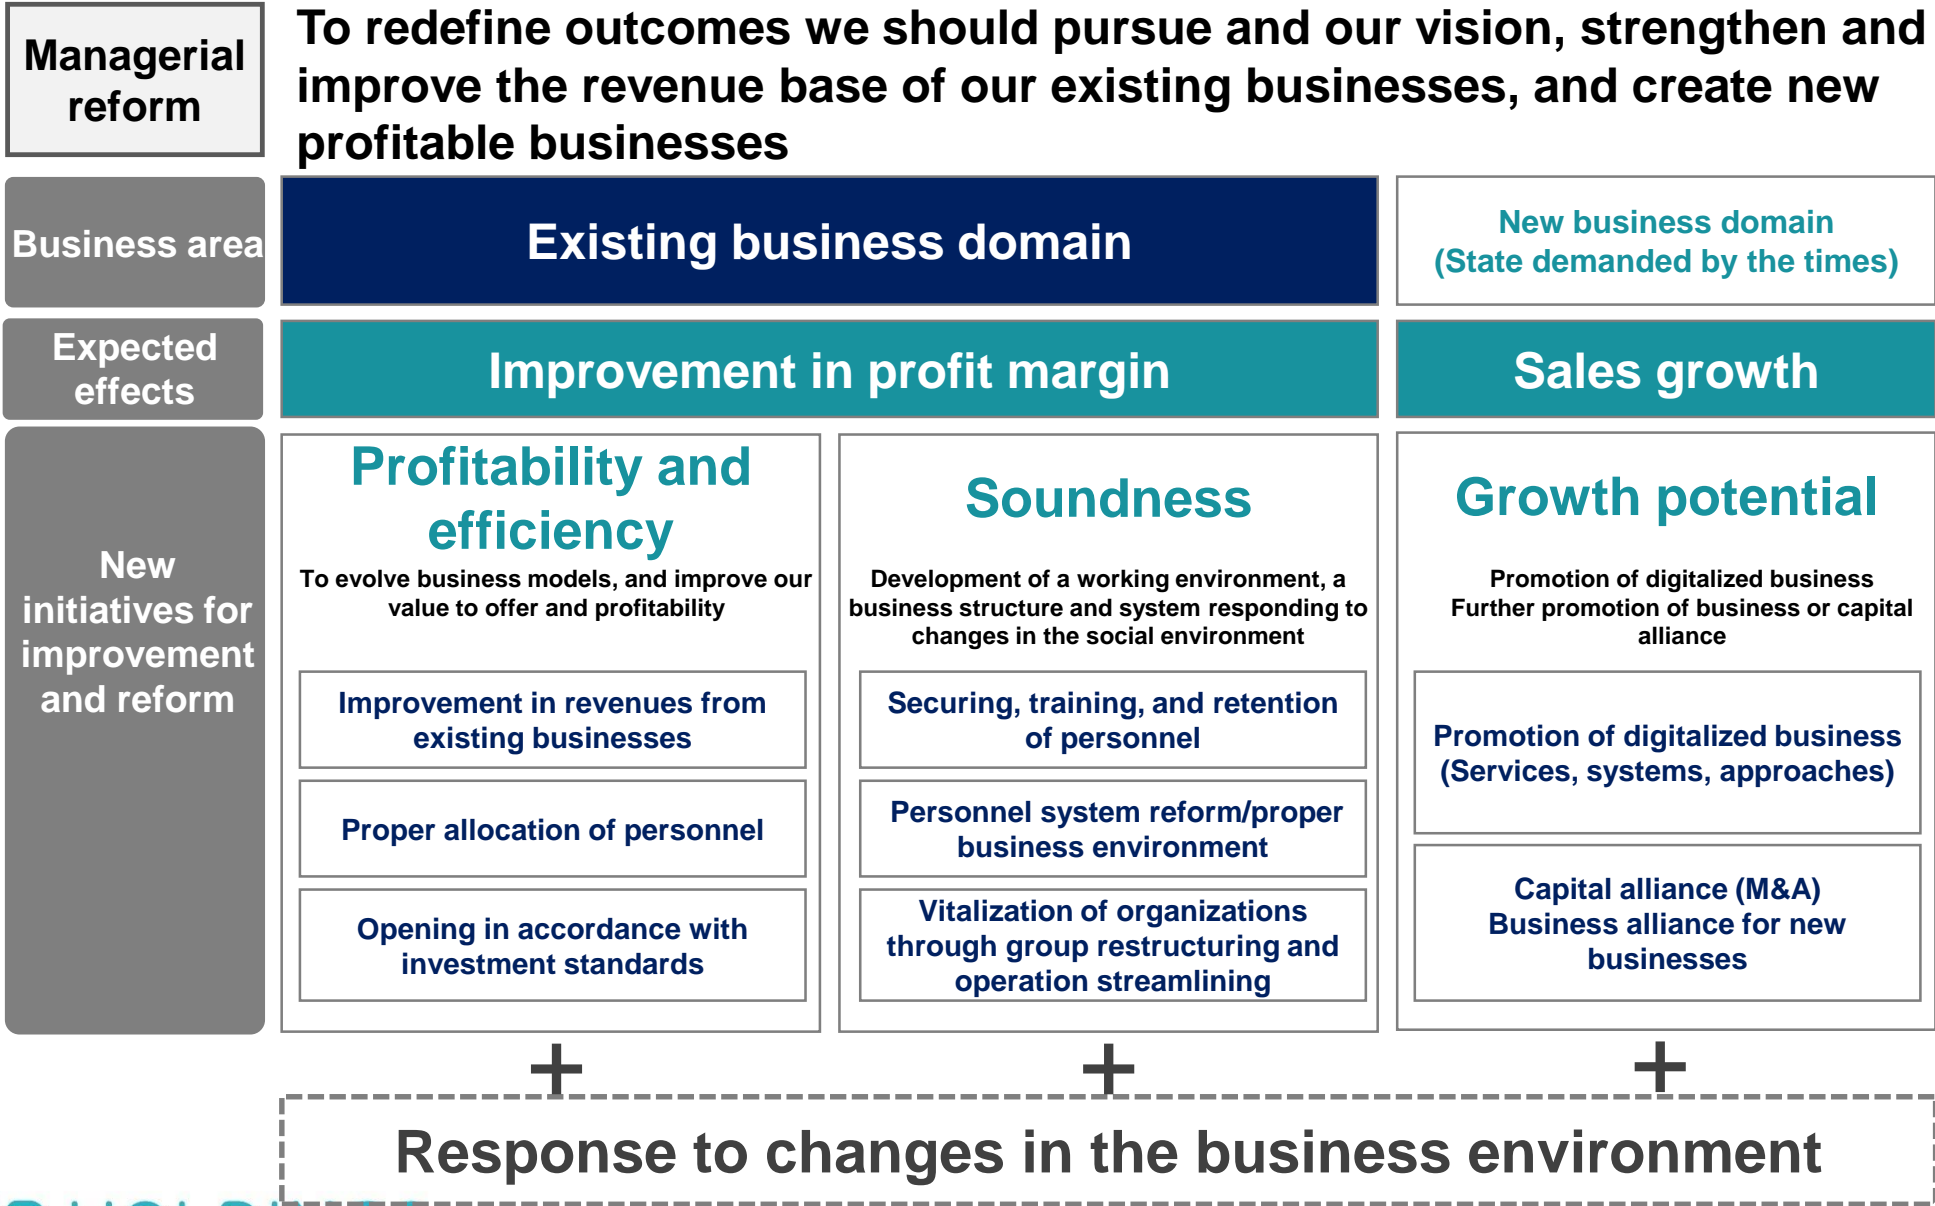 Managerial
reform
To redefine outcomes we should pursue and our vision, strengthen and
improve the revenue base of our existing businesses, and create new
profitable businesses
Business area
Existing business domain
New business domain
(State demanded by the times)
Expected
effects
Improvement in profit margin
Sales growth
New
initiatives for
improvement
and reform
Profitability and
efficiency
To evolve business models, and improve our
value to offer and profitability
Improvement in revenues from
existing businesses
Proper allocation of personnel
Opening in accordance with
investment standards
Soundness
Development of a working environment, a
business structure and system responding to
changes in the social environment
Securing, training, and retention
of personnel
Personnel system reform/proper
business environment
Vitalization of organizations
through group restructuring and
operation streamlining
Growth potential
Promotion of digitalized business
Further promotion of business or capital
alliance
Promotion of digitalized business
(Services, systems, approaches)
Capital alliance (M&A)
Business alliance for new
businesses
+ + +
Response to changes in the business environment